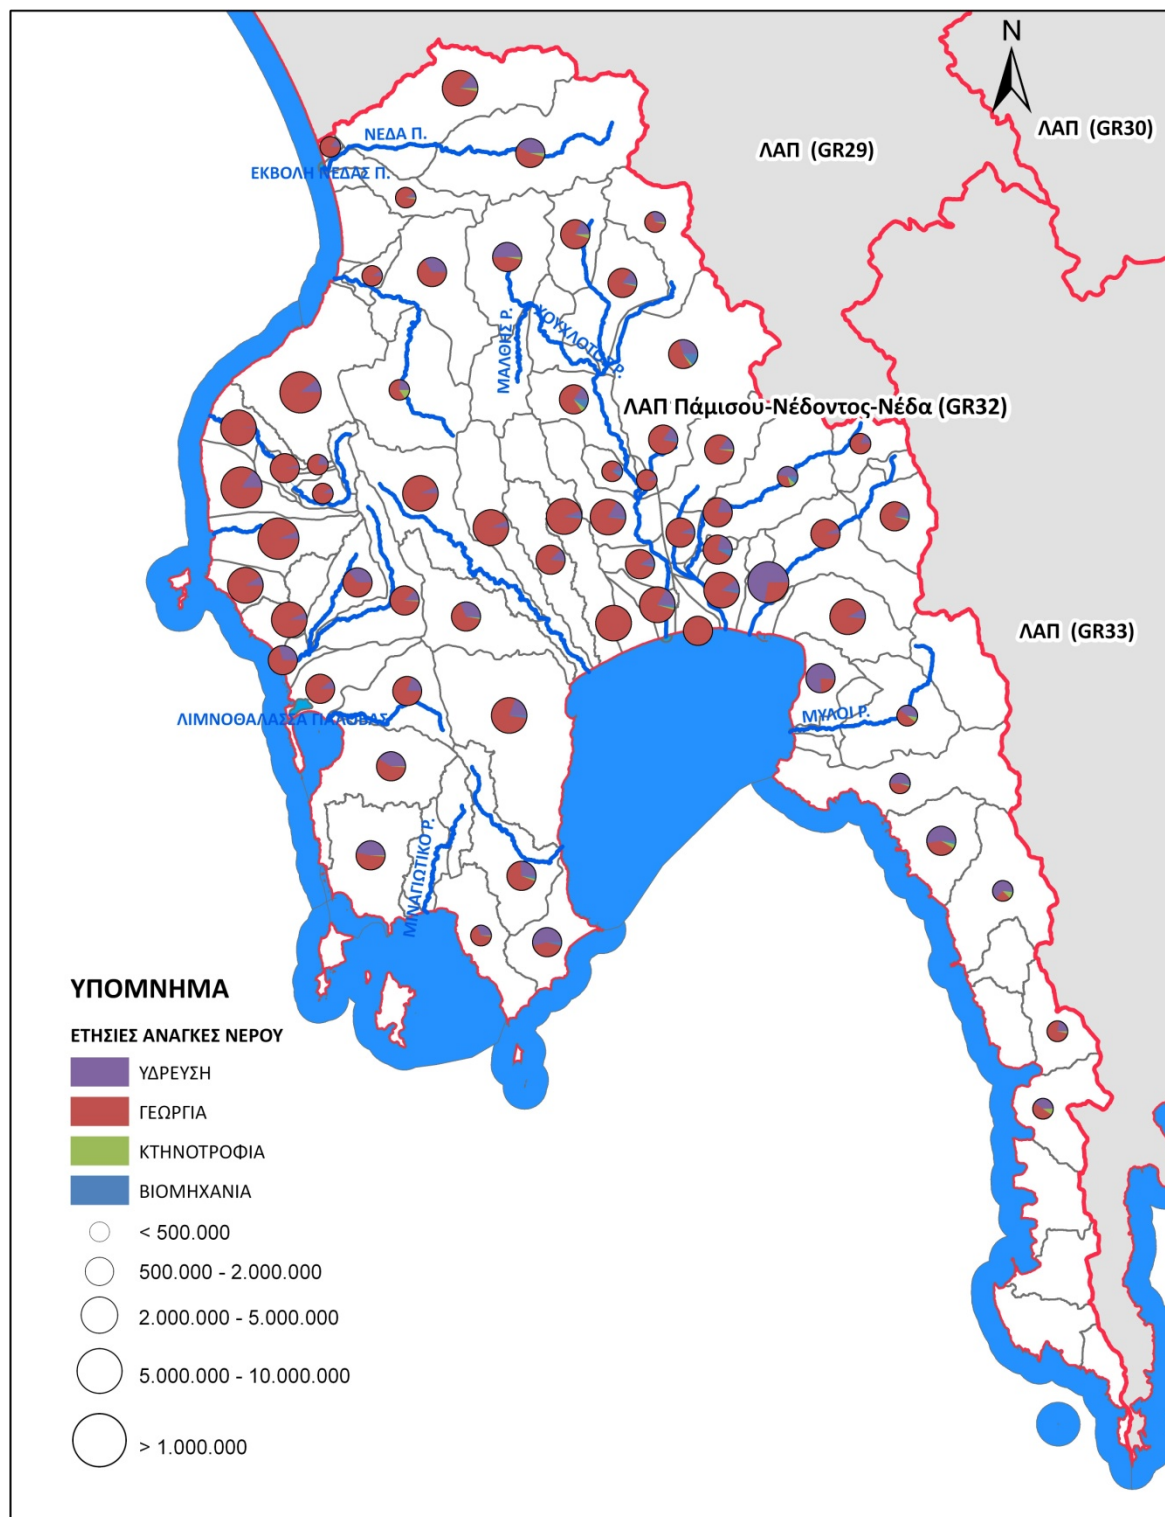 N
ΛΑΠ (GR30)
ΛΑΠ (GR29)
ΝΕΔΑ Π.
ΕΚΒΟΛΗ ΝΕΔΑΣ Π.
ΜΑΛΘΗΣ Ρ.
ΛΑΠ Πάμισου-Νέδοντος-Νέδα (GR32)
ΛΑΠ (GR33)
ΛΙΜΝΟΘΑΛΑΣΣΑ
ΜΥΛΟΙ Ρ.
ΜΙΝΑΓΙΩΤΙΚΟ Ρ.
ΥΠΟΜΝΗΜΑ
ΕΤΗΣΙΕΣ ΑΝΑΓΚΕΣ ΝΕΡΟΥ
ΥΔΡΕΥΣΗ
ΓΕΩΡΓΙΑ
ΚΤΗΝΟΤΡΟΦΙΑ
ΒΙΟΜΗΧΑΝΙΑ
< 500.000
500.000 - 2.000.000
2.000.000 - 5.000.000
5.000.000 - 10.000.000
> 1.000.000